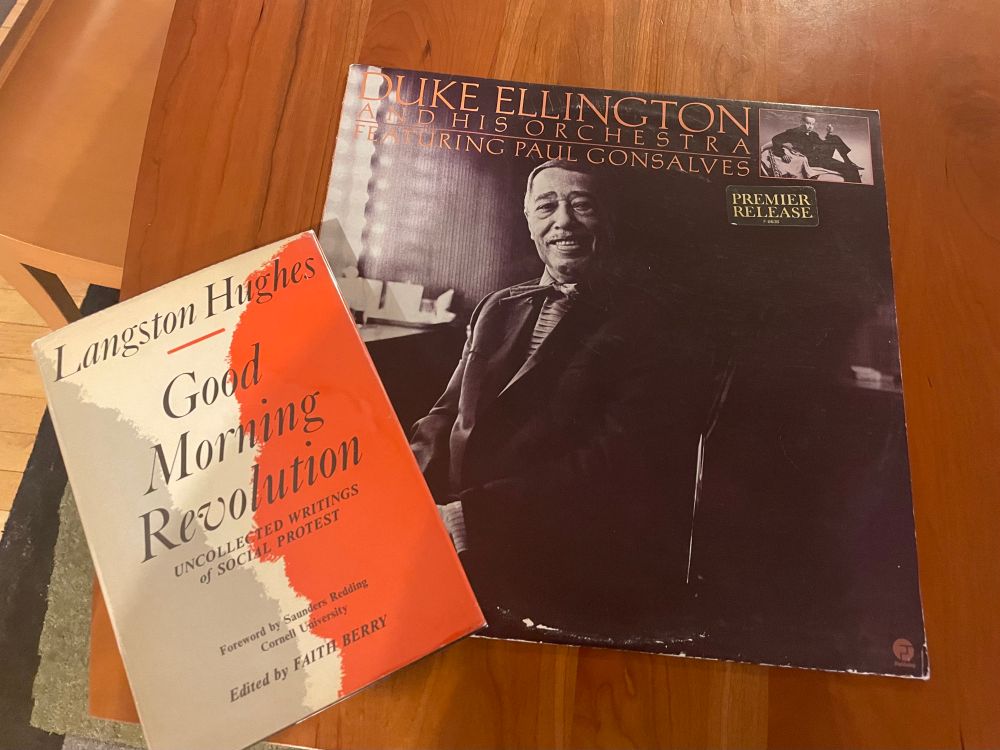 DUKE ELLINGTON
AND HIS ORCHESTRA
FEATURING PAUL GONSALVES
PREMIER
RELEASE
Langston Hughes
Good
Morning
Revolution
UNCOLLECTED WRITINGS
of SOCIAL PROTEST
Foreword by Saunders Redding
Cornell University
Edited by FAITH BERRY